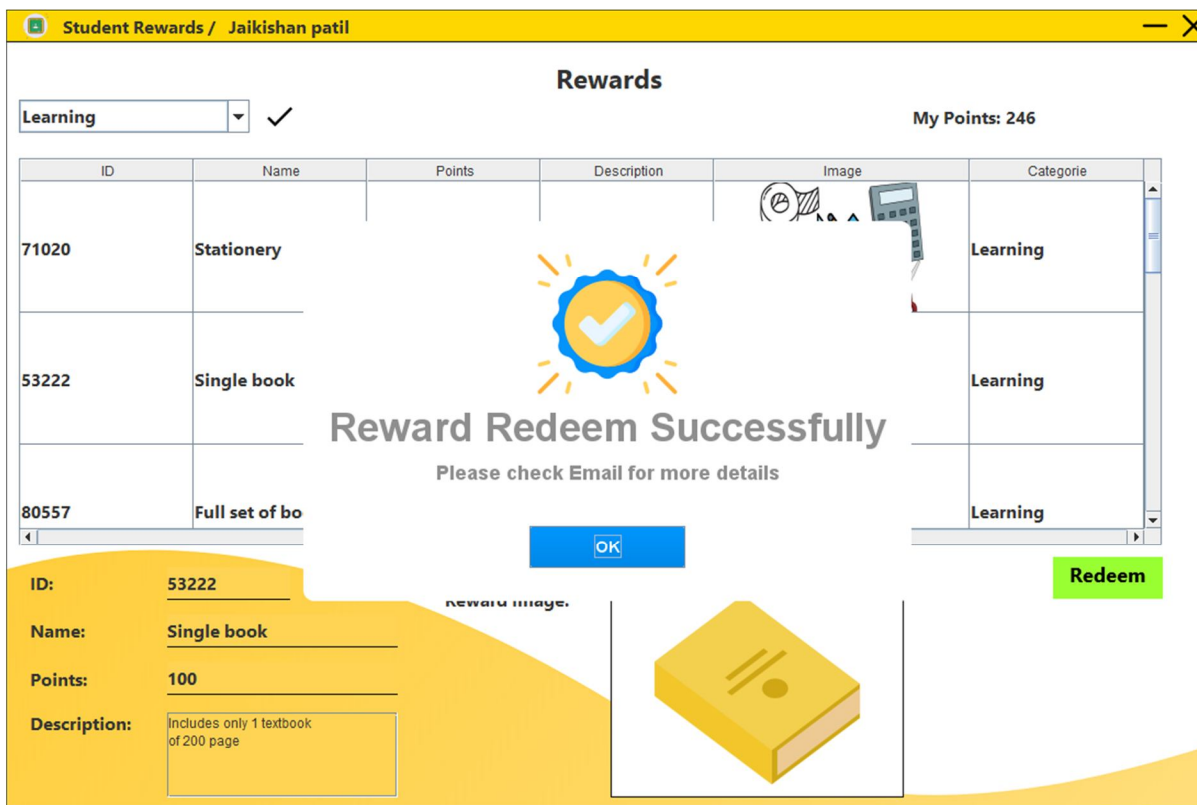 Student Rewards / Jaikishan patil
Rewards
Learning
My Points: 246
ID Name Points Description Image Categorie
71020 Stationery Learning
53222 Single book Learning
Reward Redeem Successfully
Please check Email for more details
80557 Full set of bo Learning
OK
Redeem
ID: 53222
Reward Image:
Name: Single book
Points: 100
Description: Includes only 1 textbook
of 200 page